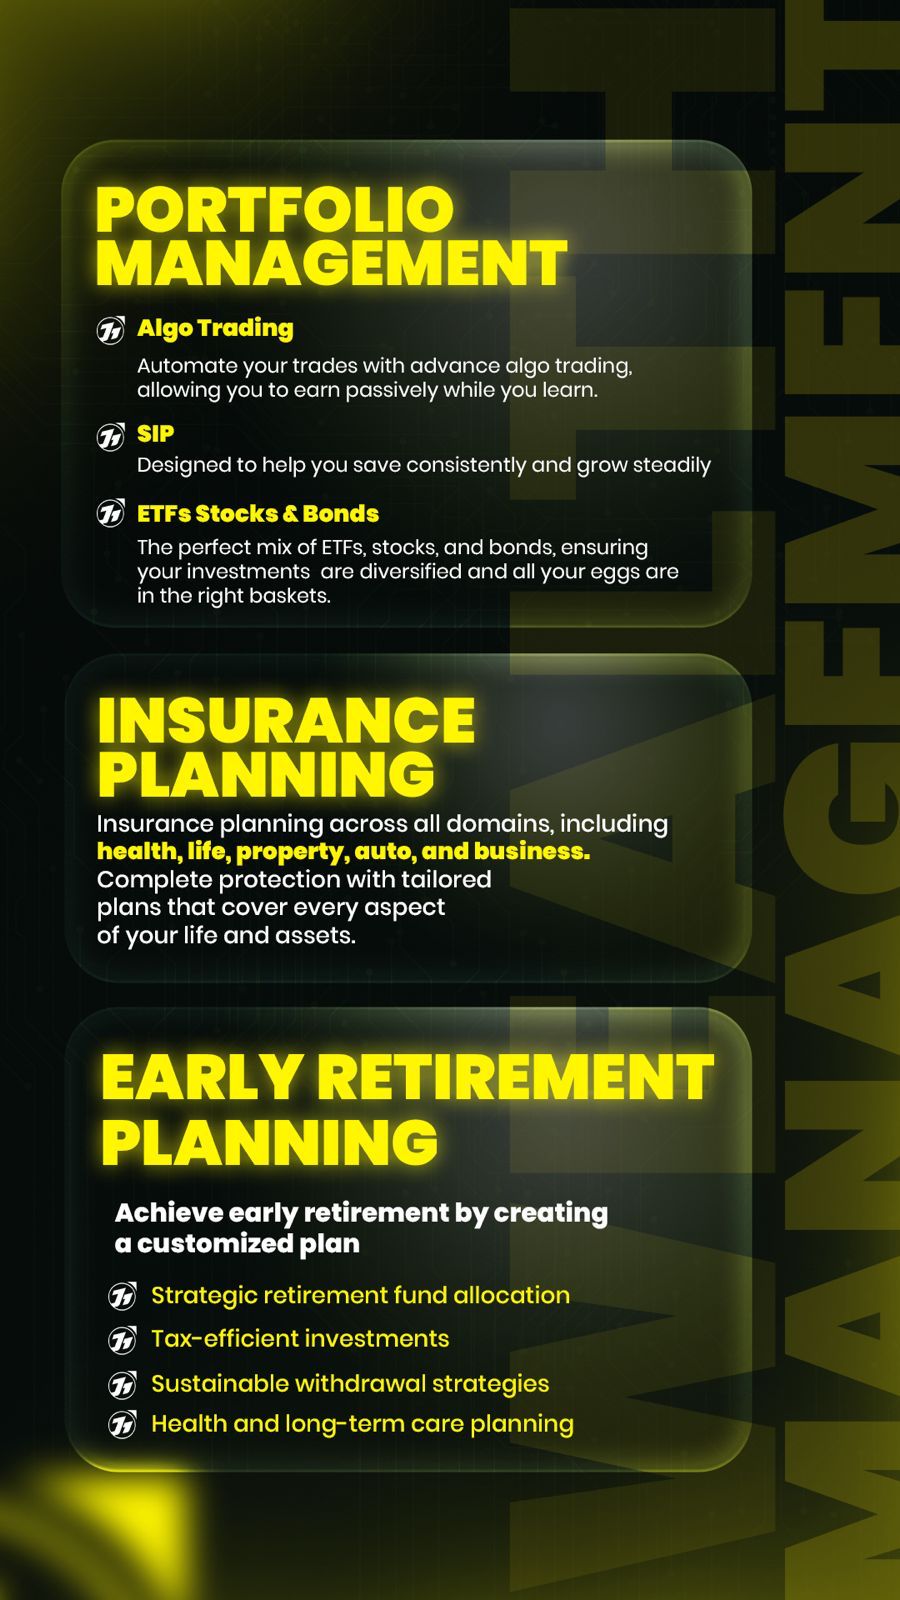 PORTFOLIO
MANAGEMENT
Algo Trading
Automate your trades with advance algo trading,
allowing you to earn passively while you learn.
SIP
Designed to help you save consistently and grow steadily
ETFs Stocks & Bonds
The perfect mix of ETFs, stocks, and bonds, ensuring
your investments  are diversified and all your eggs are
in the right baskets.
INSURANCE
PLANNING
Insurance planning across all domains, including
health, life, property, auto, and business.
Complete protection with tailored
plans that cover every aspect
of your life and assets.
EARLY RETIREMENT
PLANNING
Achieve early retirement by creating
a customized plan
Strategic retirement fund allocation
Tax-efficient investments
Sustainable withdrawal strategies
Health and long-term care planning
WEALTH
MANAGEMENT